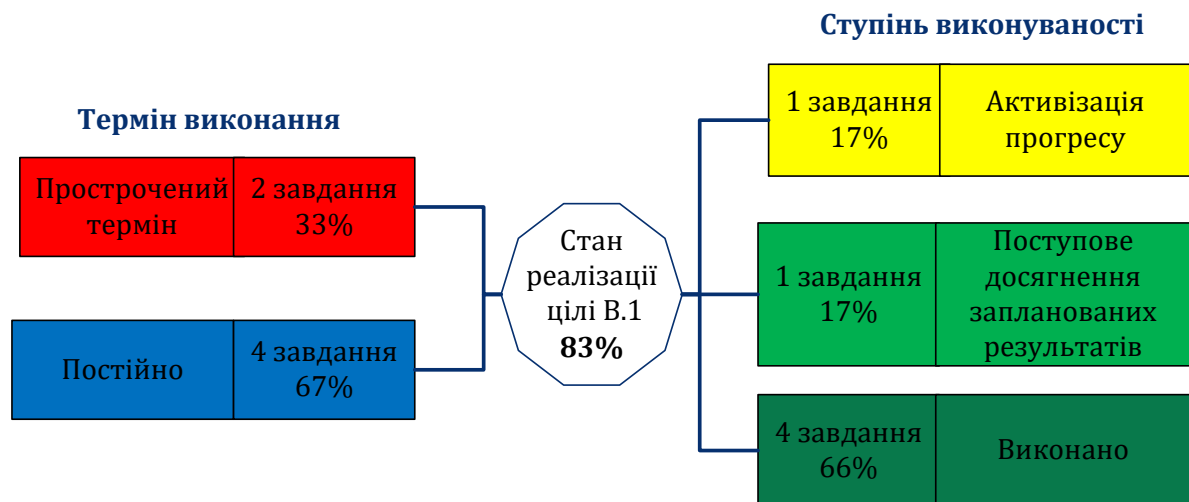 Термін виконання
Прострочений
термін
2 завдання
33%
Постійно
4 завдання
67%
Стан
реалізації
цілі В.1
83%
Ступінь виконуваності
1 завдання
17%
Активізація
прогресу
1 завдання
17%
Поступове
досягнення
запланованих
результатів
4 завдання
66%
Виконано